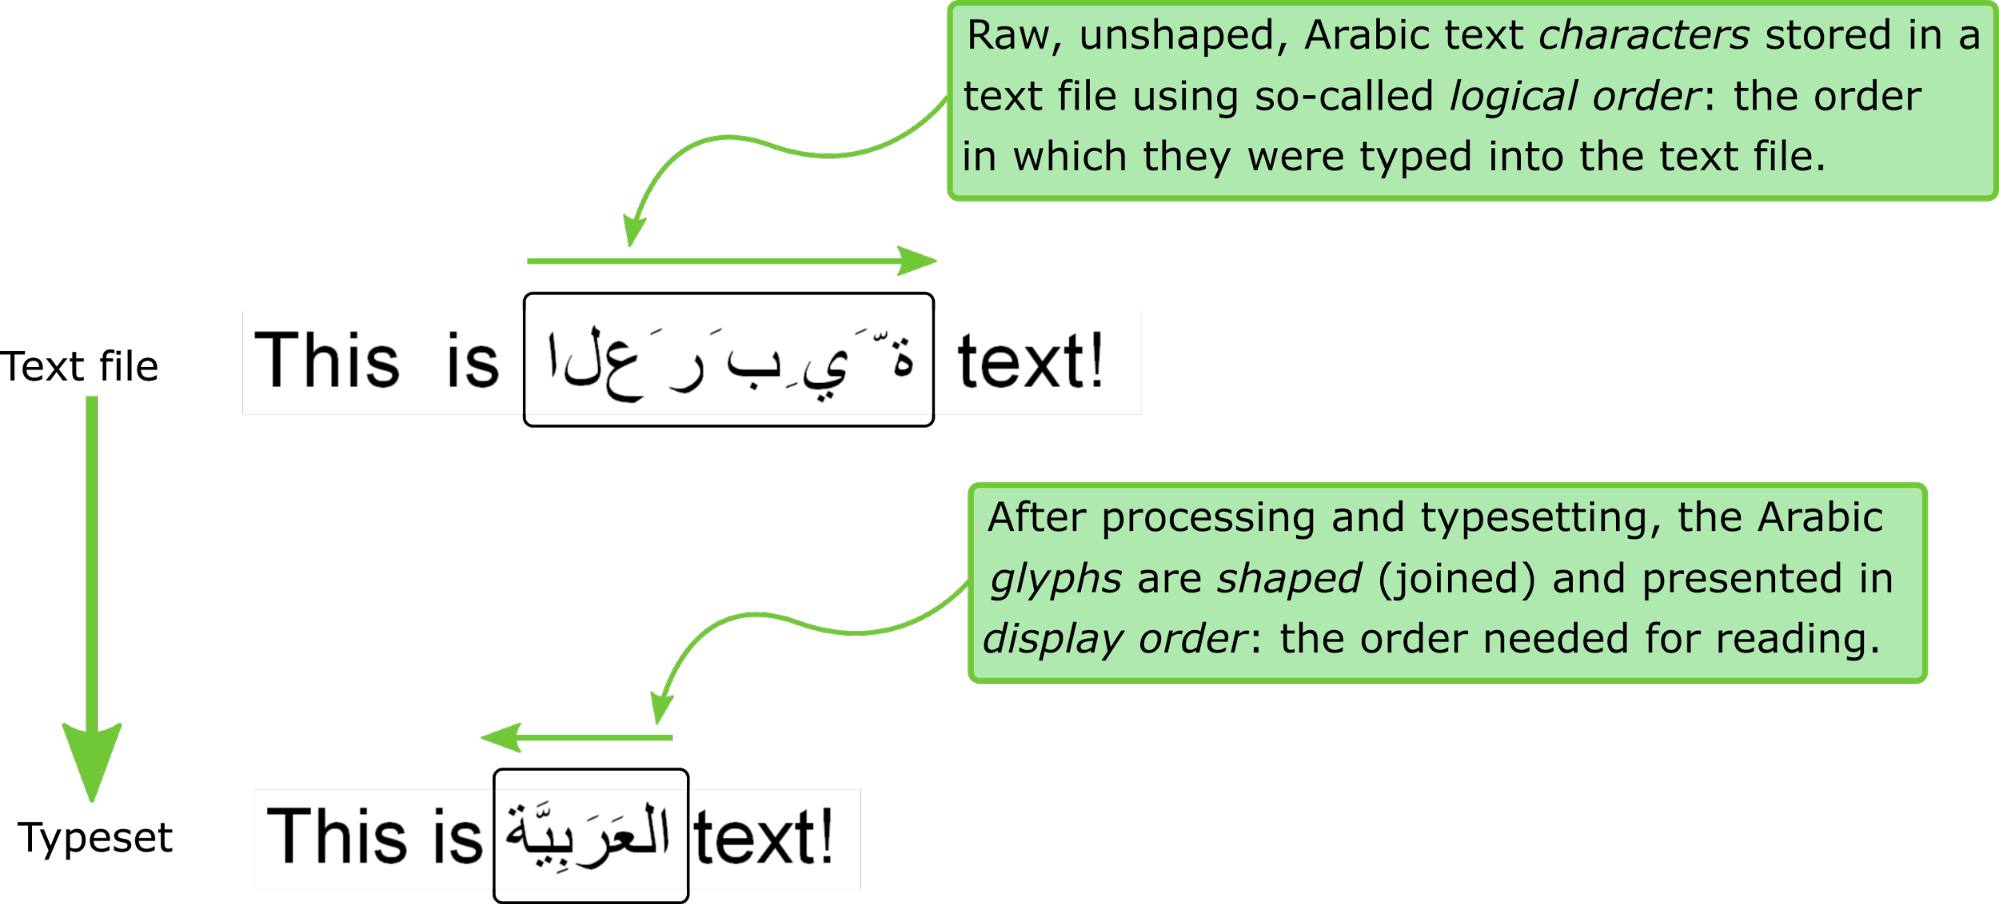 Raw, unshaped, Arabic text characters stored in a
text file using so-called logical order: the order
in which they were typed into the text file.
Text file
This is ا ل ع َ ر َ ب ِ ي َ ّ ة text!
After processing and typesetting, the Arabic
glyphs are shaped (joined) and presented in
display order: the order needed for reading.
Typeset
This is العَرَبِيَّة text!